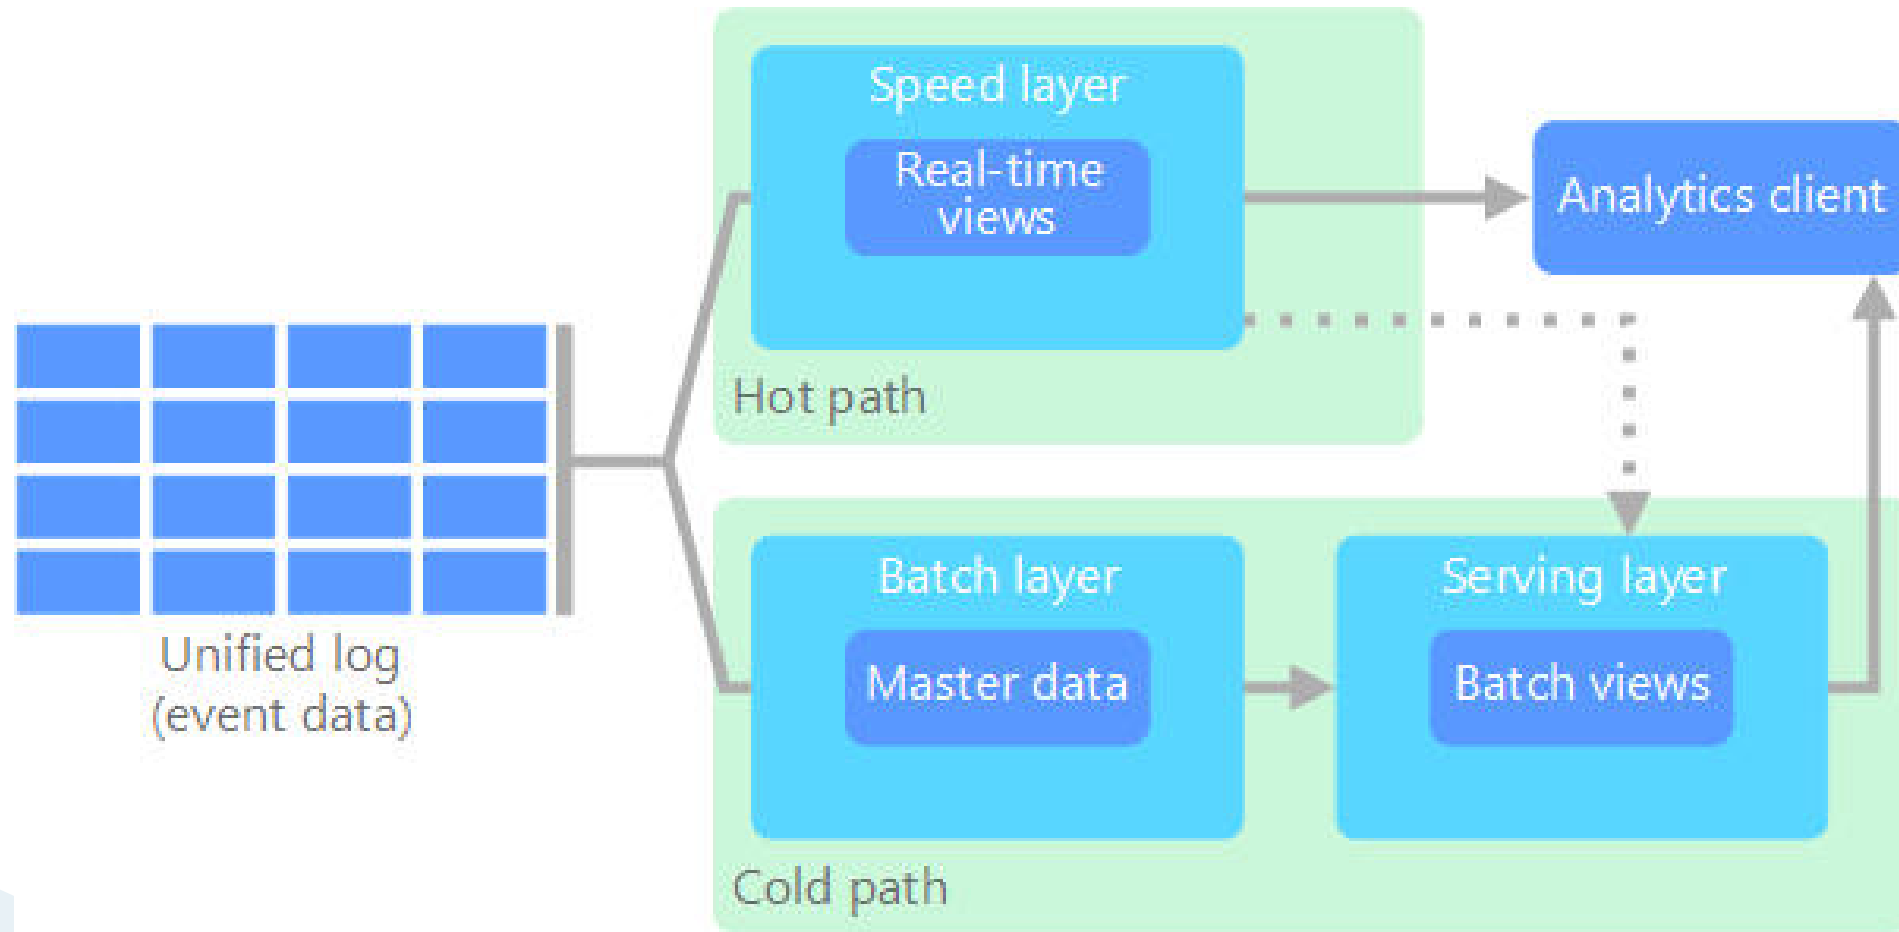 Speed layer
Real-time
views
Analytics client
Hot path
Unified log
(event data)
Batch layer
Master data
Serving layer
Batch views
Cold path